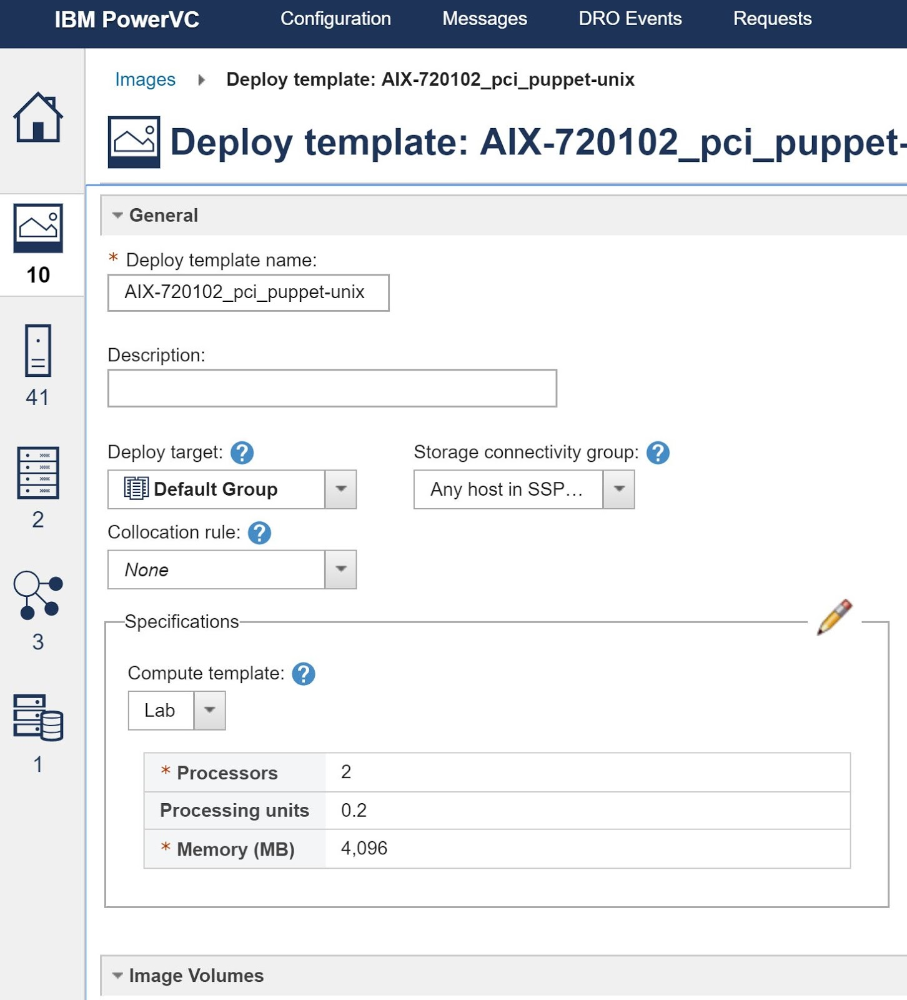 IBM PowerVC Configuration Messages DRO Events Requests
Images Deploy template: AIX-720102_pci_puppet-unix
Deploy template: AIX-720102_pci_puppet-
General
10
* Deploy template name:
AIX-720102_pci_puppet-unix
Description:
41
Deploy target: ? Storage connectivity group: ?
Default Group Any host in SSP...
2
Collocation rule: ?
None
Specifications
3
Compute template: ?
Lab
1
* Processors 2
Processing units 0.2
* Memory (MB) 4,096
Image Volumes